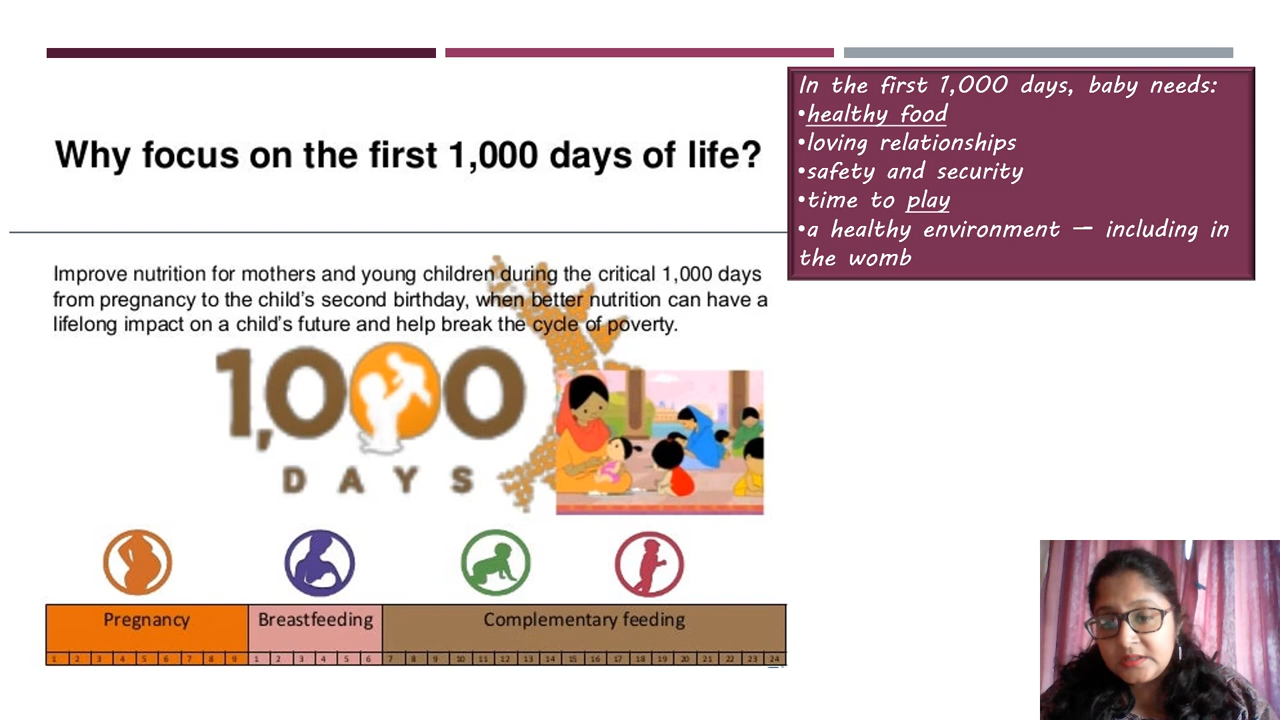 Why focus on the first 1,000 days of life?
In the first 1,000 days, baby needs:
•healthy food
•loving relationships
•safety and security
•time to play
•a healthy environment — including in
the womb
Improve nutrition for mothers and young children during the critical 1,000 days
from pregnancy to the child's second birthday, when better nutrition can have a
lifelong impact on a child's future and help break the cycle of poverty.
1,000
DAYS
Pregnancy Breastfeeding Complementary feeding
1 2 3 4 5 6 7 8 9 1 2 3 4 5 6 7 8 9 10 11 12 13 14 15 16 17 18 19 20 21 22 23 24